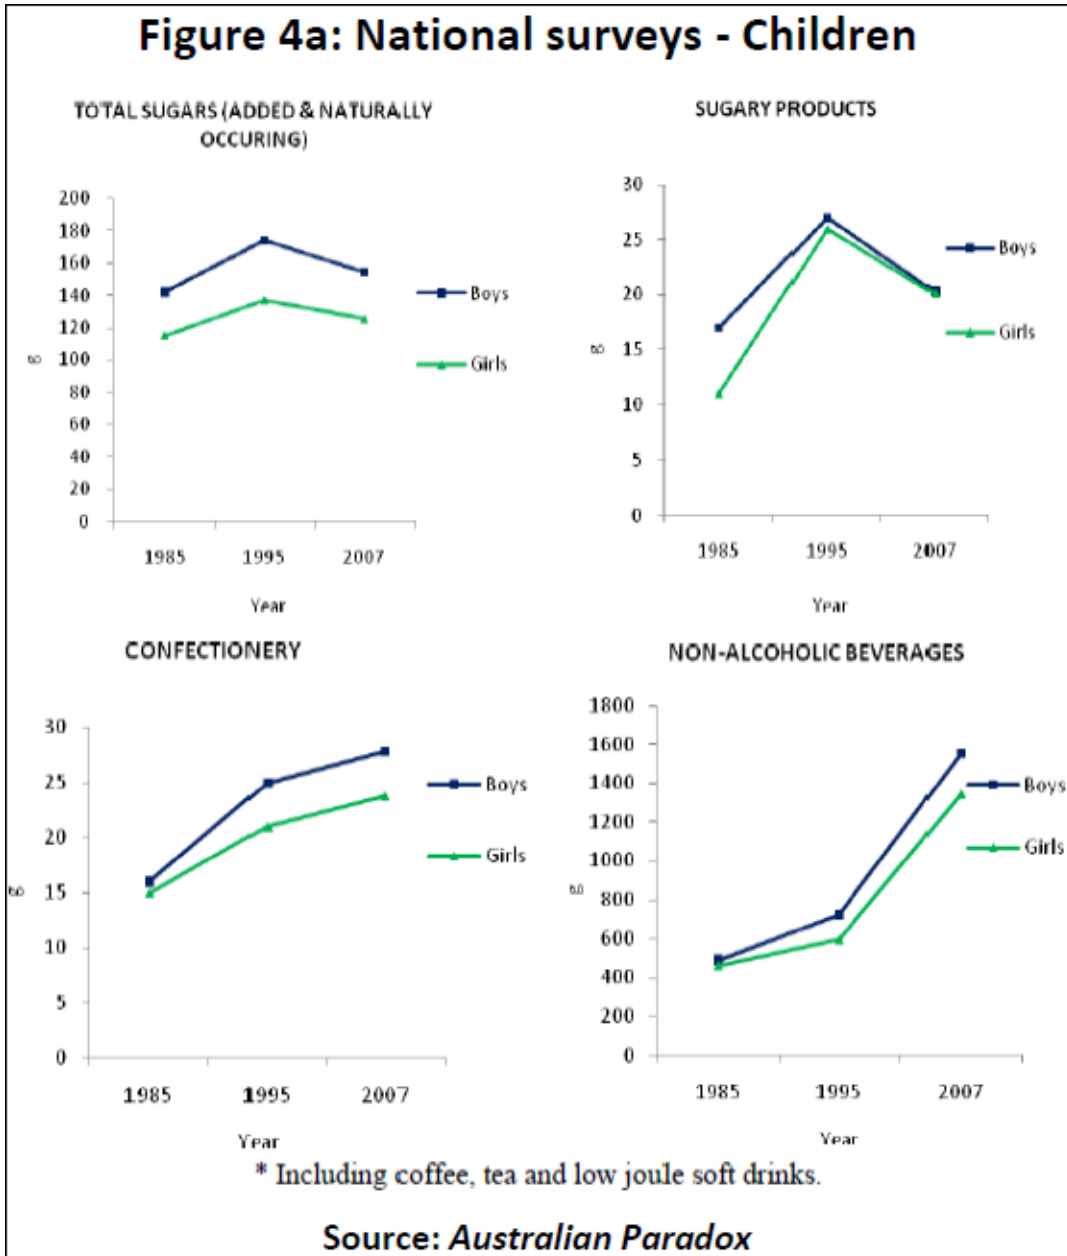 Figure 4a: National surveys - Children
TOTAL SUGARS (ADDED & NATURALLY
OCCURING)
200
180
160
140
120
100
80
60
40
20
0
g
Boys
Girls
1985 1995 2007
Year
SUGARY PRODUCTS
30
25
20
15
10
5
0
g
Boys
Girls
1985 1995 2007
Year
CONFECTIONERY
30
25
20
15
10
5
0
g
Boys
Girls
1985 1995 2007
Year
NON-ALCOHOLIC BEVERAGES
1800
1600
1400
1200
1000
800
600
400
200
0
g
Boys
Girls
1985 1995 2007
Year
* Including coffee, tea and low joule soft drinks.
Source: Australian Paradox